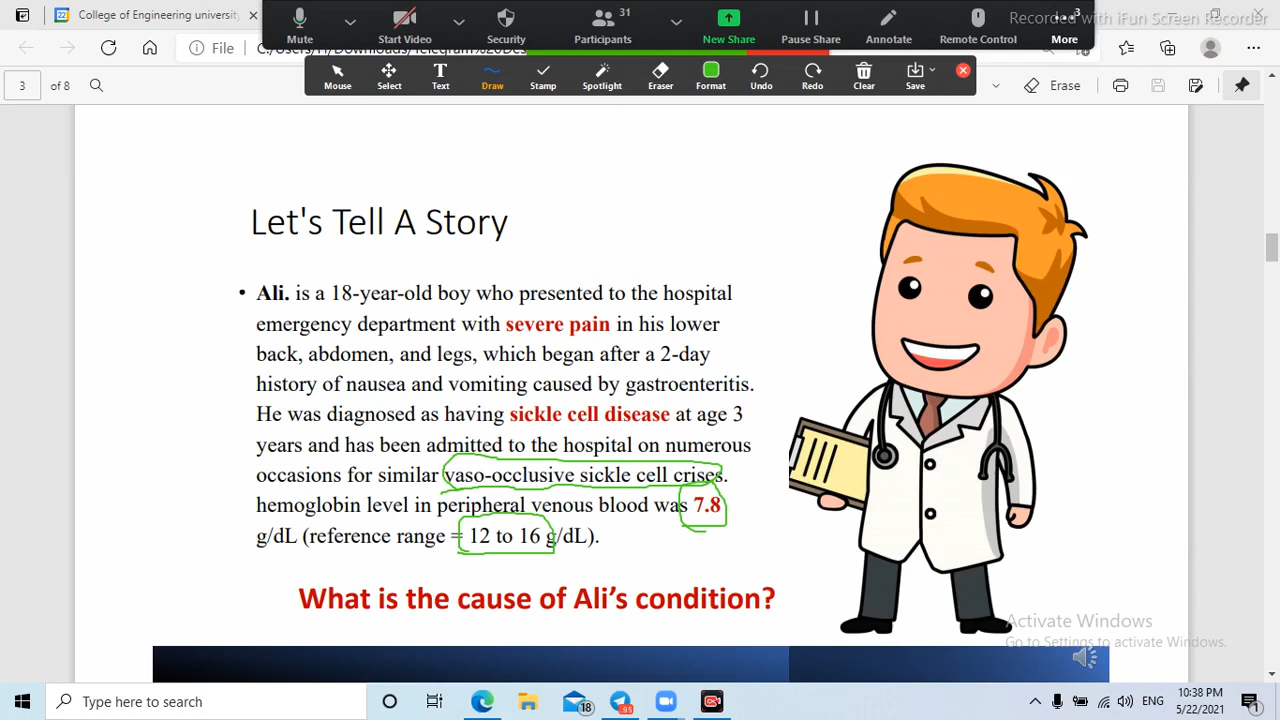 College of Engineering university
22
31
Mute
Start Video
Security
Participants
New Share
Pause Share
Annotate
Remote Control
More
Recorded with iFun Screen Recorder
File
Mouse
Select
Text
Draw
Stamp
Spotlight
Eraser
Format
Undo
Redo
Clear
Save
3 of 8
Erase
Let's Tell A Story
• Ali. is a 18-year-old boy who presented to the hospital
emergency department with severe pain in his lower
back, abdomen, and legs, which began after a 2-day
history of nausea and vomiting caused by gastroenteritis.
He was diagnosed as having sickle cell disease at age 3
years and has been admitted to the hospital on numerous
occasions for similar vaso-occlusive sickle cell crises.
hemoglobin level in peripheral venous blood was 7.8
g/dL (reference range = 12 to 16 g/dL).
What is the cause of Ali's condition?
Activate Windows
Go to Settings to activate Windows.
Type here to search
18
95
10:38 PM
5/22/2021
1